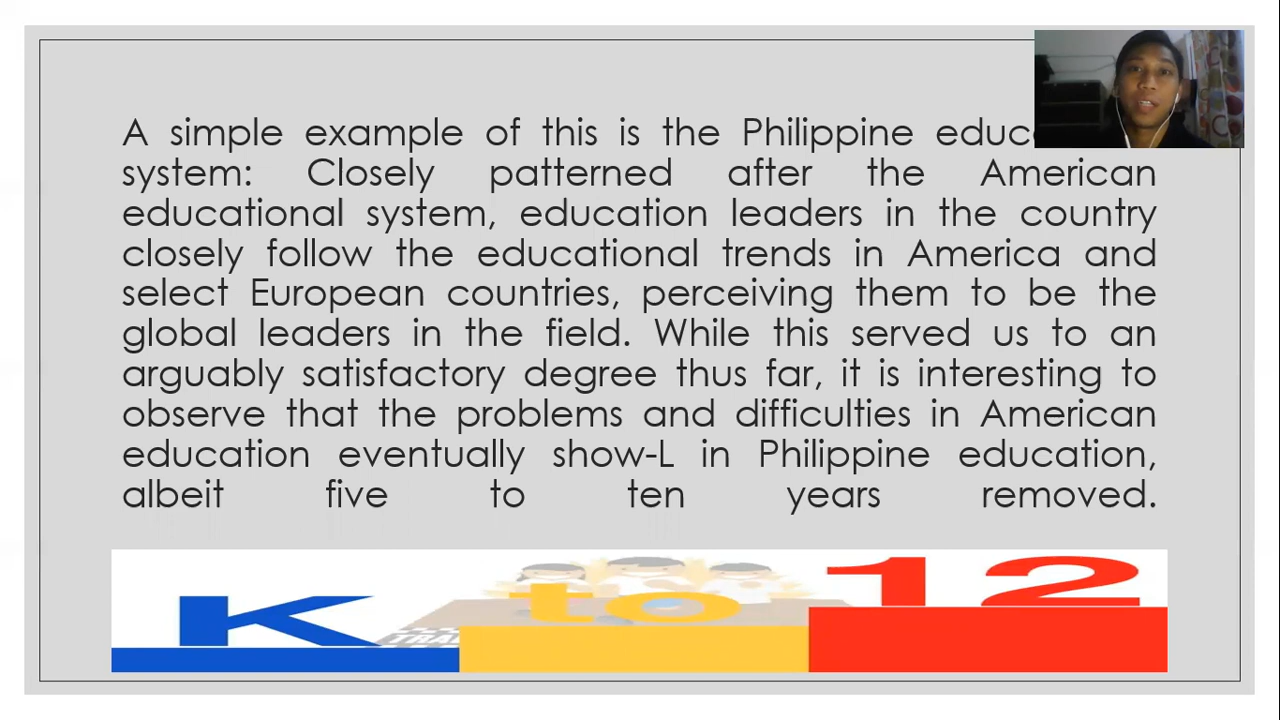 A simple example of this is the Philippine
system: Closely patterned after the American
educational system, education leaders in the country
closely follow the educational trends in America and
select European countries, perceiving them to be the
global leaders in the field. While this served us to an
arguably satisfactory degree thus far, it is interesting to
observe that the problems and difficulties in American
education eventually show-L in Philippine education,
albeit five to ten years removed.
K to 12